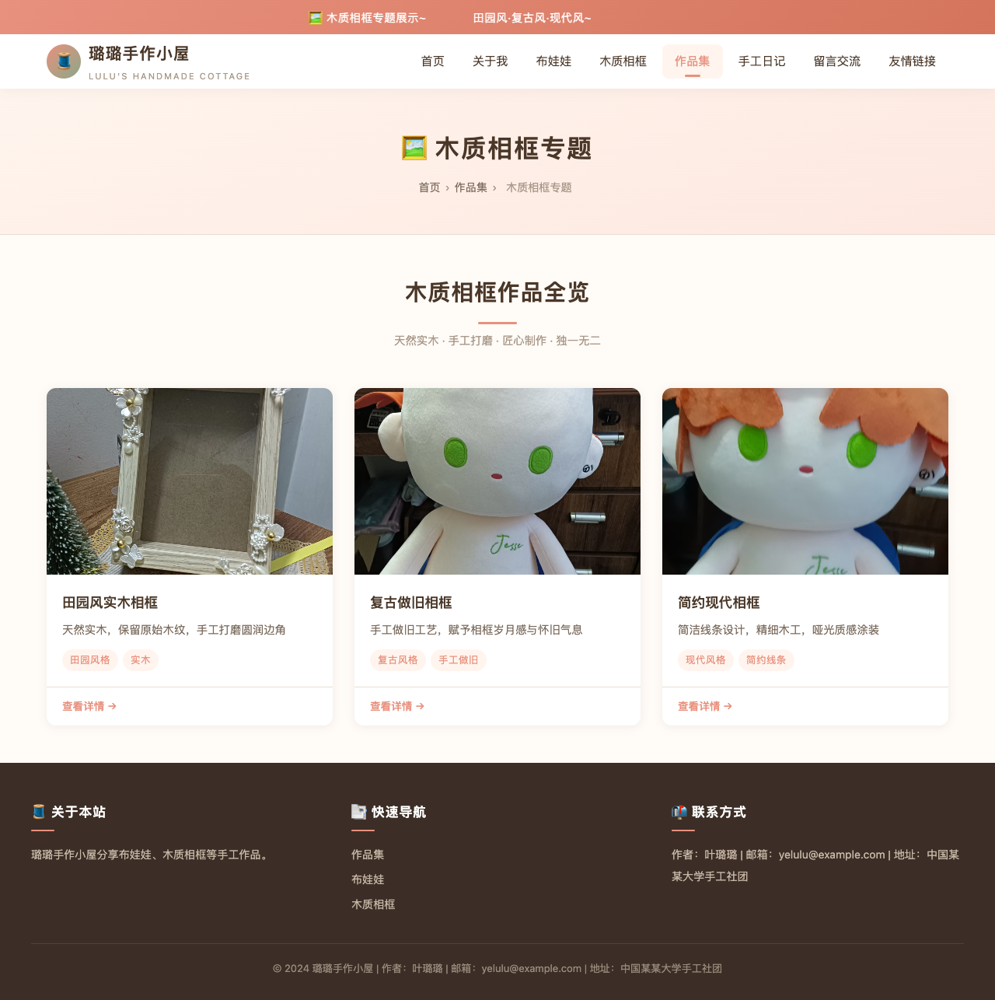 🖼️ 木质相框专题展示~ 田园风·复古风·现代风~
璐璐手作小屋
LULU'S HANDMADE COTTAGE
首页 关于我 布娃娃 木质相框 作品集 手工日记 留言交流 友情链接
🖼️ 木质相框专题
首页 › 作品集 › 木质相框专题
木质相框作品全览
天然实木 · 手工打磨 · 匠心制作 · 独一无二
Jesse
Jesse
田园风实木相框
天然实木，保留原始木纹，手工打磨圆润边角
田园风格 实木
查看详情 →
复古做旧相框
手工做旧工艺，赋予相框岁月感与怀旧气息
复古风格 手工做旧
查看详情 →
简约现代相框
简洁线条设计，精细木工，哑光质感涂装
现代风格 简约线条
查看详情 →
🧵 关于本站
璐璐手作小屋分享布娃娃、木质相框等手工作品。
📑 快速导航
作品集
布娃娃
木质相框
📬 联系方式
作者：叶璐璐 | 邮箱：yelulu@example.com | 地址：中国某
某大学手工社团
© 2024 璐璐手作小屋 | 作者：叶璐璐 | 邮箱：yelulu@example.com | 地址：中国某某大学手工社团